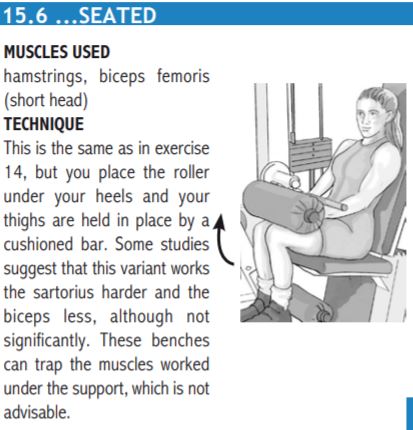 15.6 ...SEATED
MUSCLES USED
hamstrings, biceps femoris
(short head)
TECHNIQUE
This is the same as in exercise
14, but you place the roller
under your heels and your
thighs are held in place by a
cushioned bar. Some studies
suggest that this variant works
the sartorius harder and the
biceps less, although not
significantly. These benches
can trap the muscles worked
under the support, which is not
advisable.